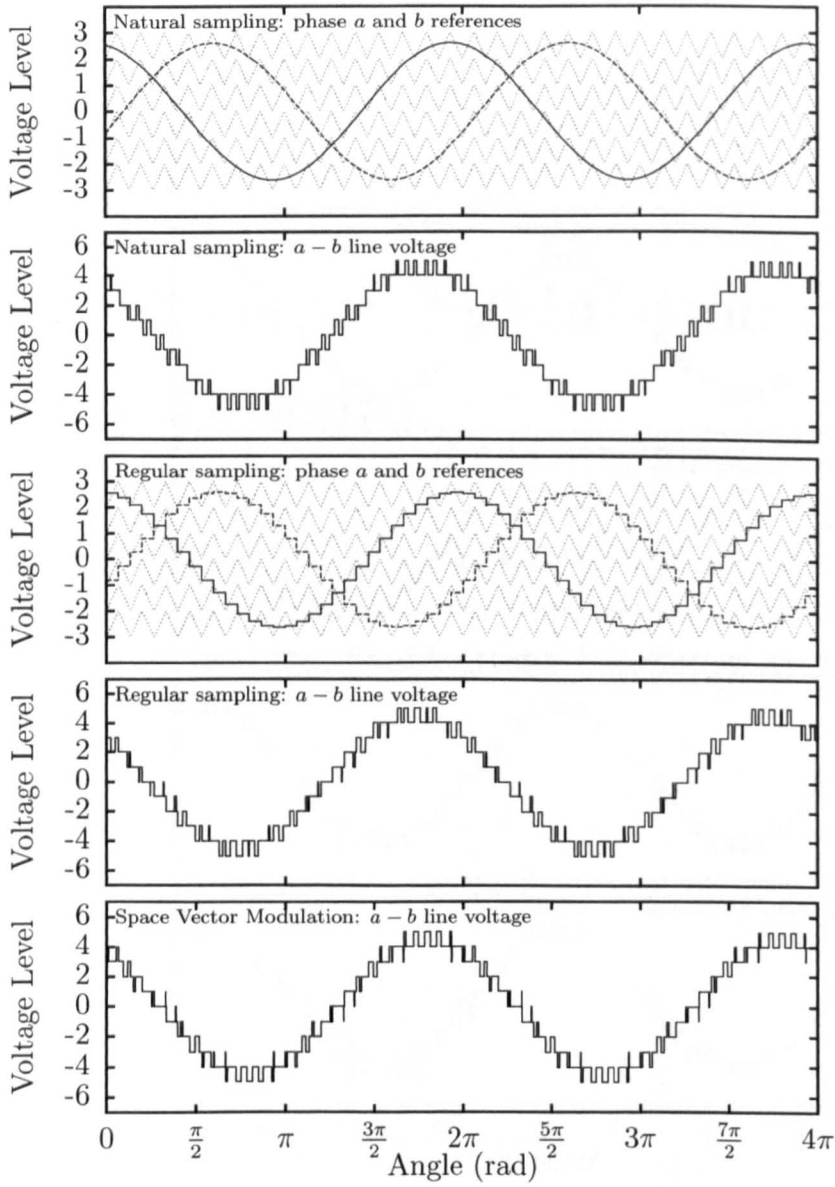 Natural sampling: phase a and b references
Voltage Level
3
2
1
0
-1
-2
-3
Natural sampling: a − b line voltage
Voltage Level
6
4
2
0
-2
-4
-6
Regular sampling: phase a and b references
Voltage Level
3
2
1
0
-1
-2
-3
Regular sampling: a − b line voltage
Voltage Level
6
4
2
0
-2
-4
-6
Space Vector Modulation: a − b line voltage
Voltage Level
6
4
2
0
-2
-4
-6
0 π/2 π 3π/2 2π 5π/2 3π 7π/2 4π
Angle (rad)